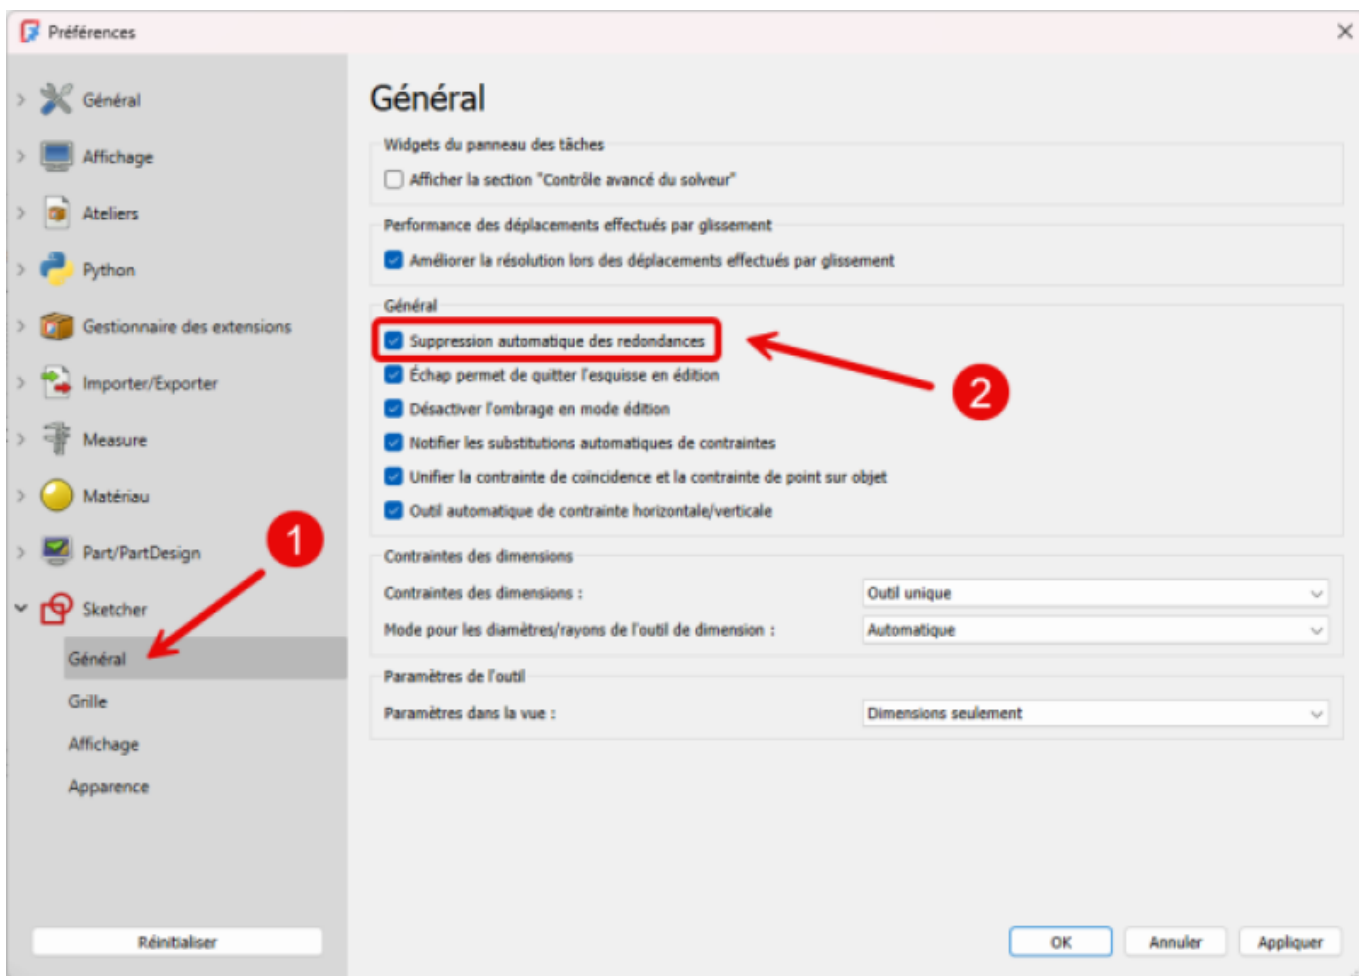 Préférences
Général
Affichage
Ateliers
Python
Gestionnaire des extensions
Importer/Exporter
Measure
Matériau
Part/PartDesign
1
Sketcher
Général
Grille
Affichage
Apparence
Réinitialiser
Général
Widgets du panneau des tâches
Afficher la section "Contrôle avancé du solveur"
Performance des déplacements effectués par glissement
Améliorer la résolution lors des déplacements effectués par glissement
Général
Suppression automatique des redondances
2
Échap permet de quitter l'esquisse en édition
Désactiver l'ombrage en mode édition
Notifier les substitutions automatiques de contraintes
Unifier la contrainte de coïncidence et la contrainte de point sur objet
Outil automatique de contrainte horizontale/verticale
Contraintes des dimensions
Contraintes des dimensions : Outil unique
Mode pour les diamètres/rayons de l'outil de dimension : Automatique
Paramètres de l'outil
Paramètres dans la vue : Dimensions seulement
OK Annuler Appliquer